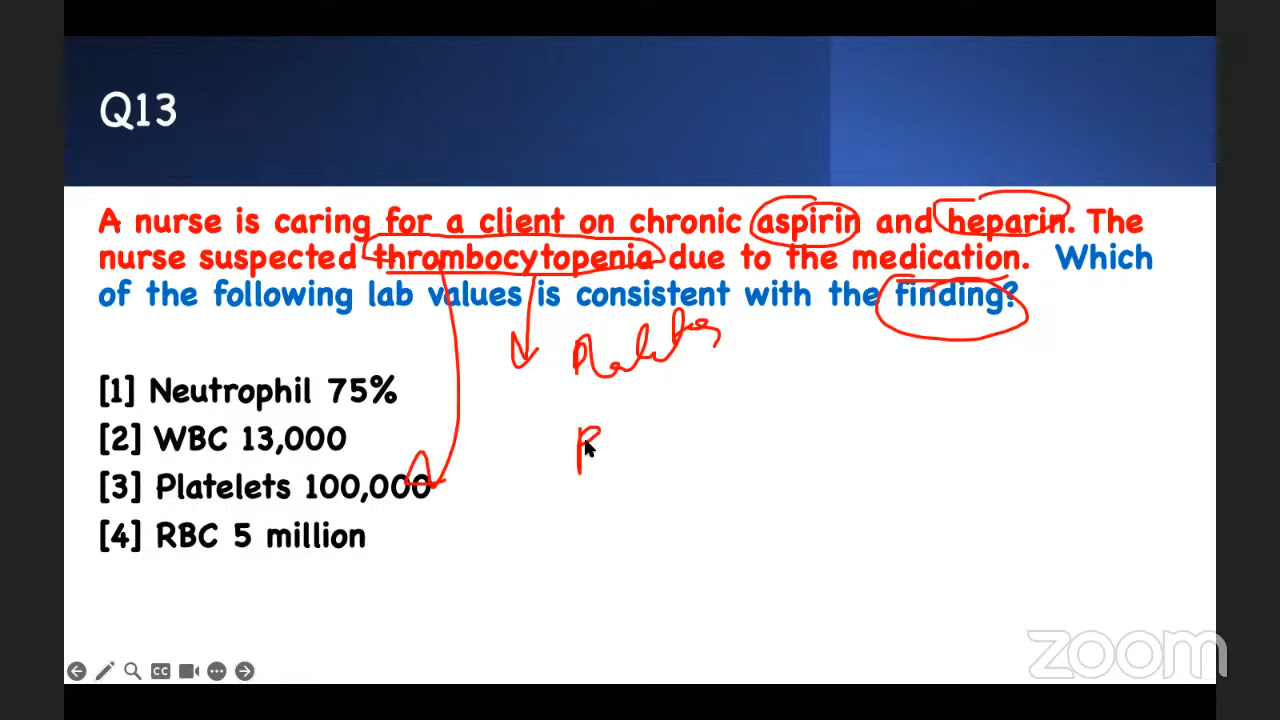 Q13
A nurse is caring for a client on chronic aspirin and heparin. The
nurse suspected thrombocytopenia due to the medication. Which
of the following lab values is consistent with the finding?
Platelets
[1] Neutrophil 75%
[2] WBC 13,000
P
[3] Platelets 100,000
[4] RBC 5 million
zoom
CC